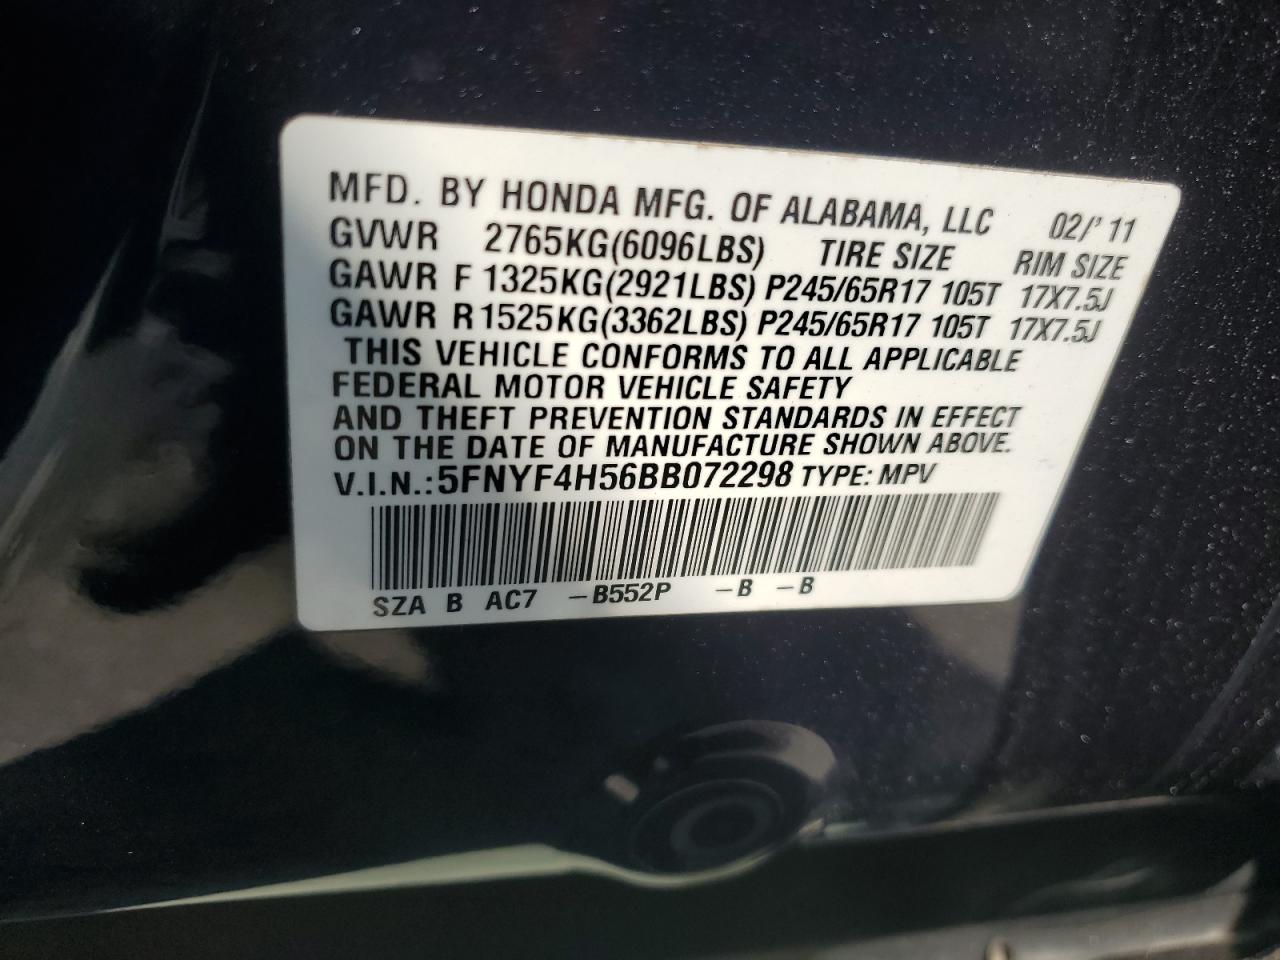 MFD. BY HONDA MFG. OF ALABAMA, LLC 02/'11
GVWR 2765KG(6096LBS) TIRE SIZE RIM SIZE
GAWR F 1325KG(2921LBS) P245/65R17 105T 17X7.5J
GAWR R 1525KG(3362LBS) P245/65R17 105T 17X7.5J
THIS VEHICLE CONFORMS TO ALL APPLICABLE
FEDERAL MOTOR VEHICLE SAFETY
AND THEFT PREVENTION STANDARDS IN EFFECT
ON THE DATE OF MANUFACTURE SHOWN ABOVE.
V.I.N.:5FNYF4H56BB072298 TYPE: MPV
SZA B AC7 -B552P -B -B